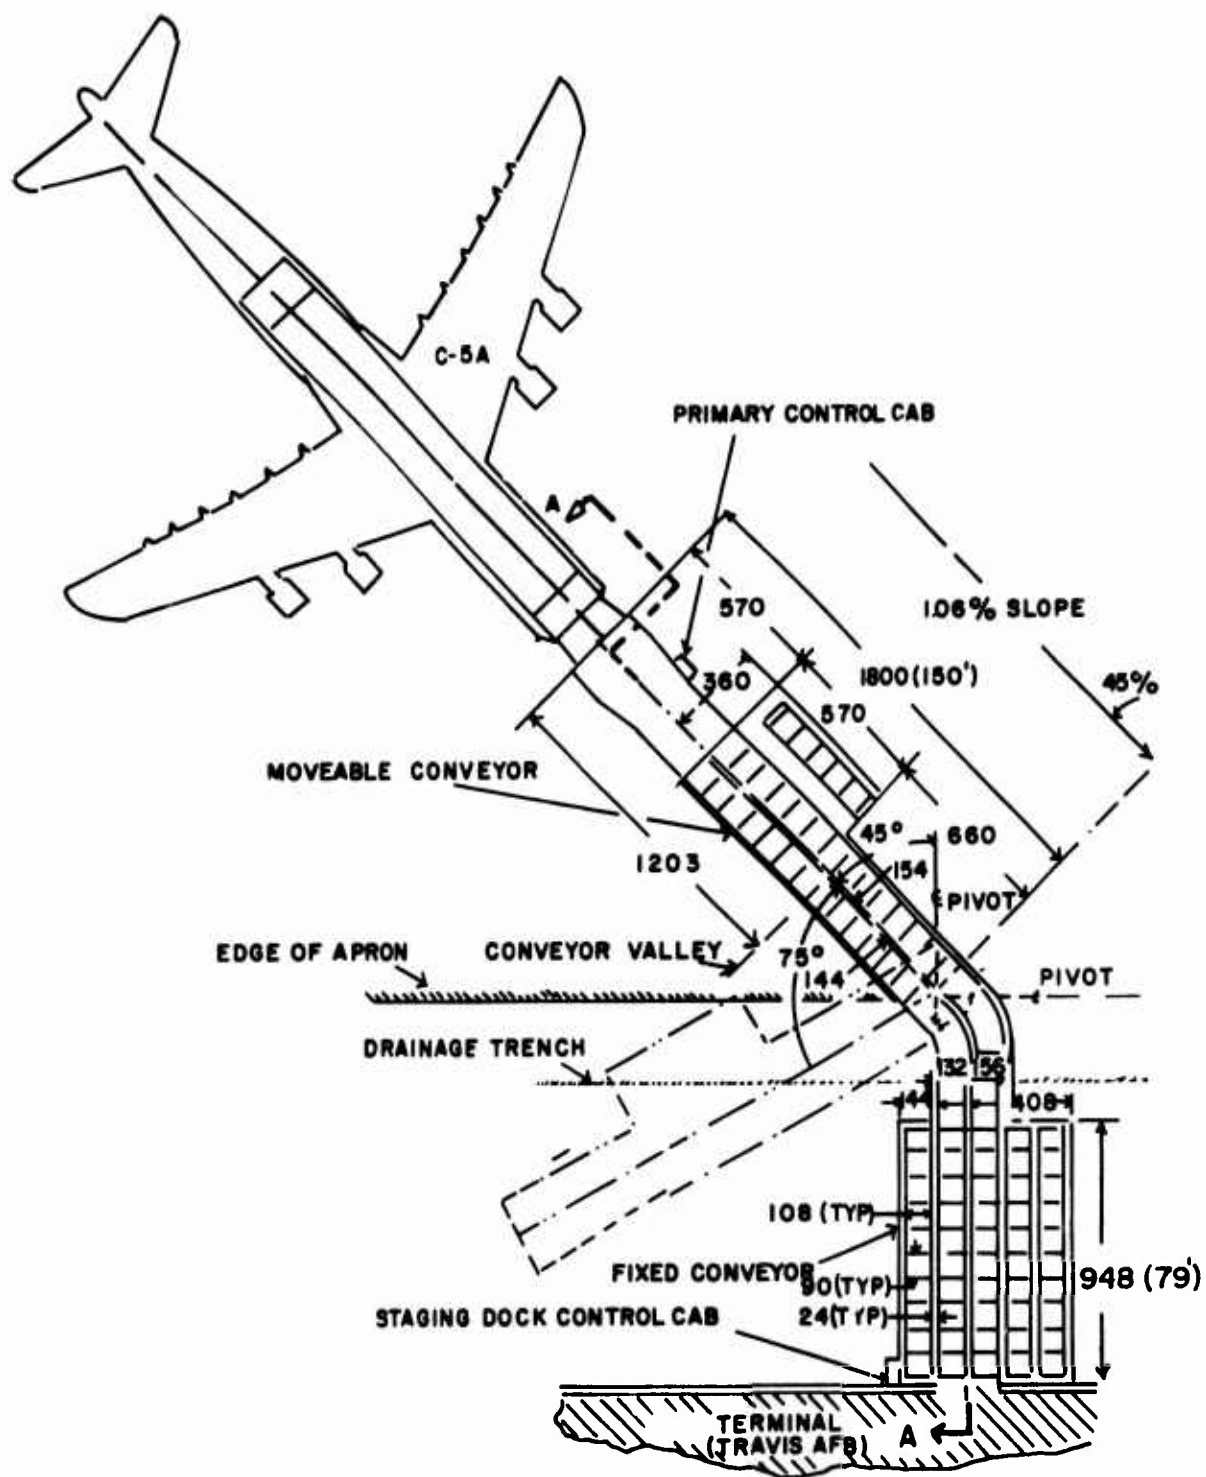 C-5A
PRIMARY CONTROL CAB
A
570
1.06% SLOPE
360
1800(150')
45%
570
MOVEABLE CONVEYOR
45°
660
1203
154
PIVOT
EDGE OF APRON
CONVEYOR VALLEY
75°
144
PIVOT
DRAINAGE TRENCH
132
156
144
408
108 (TYP)
FIXED CONVEYOR
90(TYP)
948 (79')
24(TYP)
STAGING DOCK CONTROL CAB
TERMINAL
(TRAVIS AFB)
A